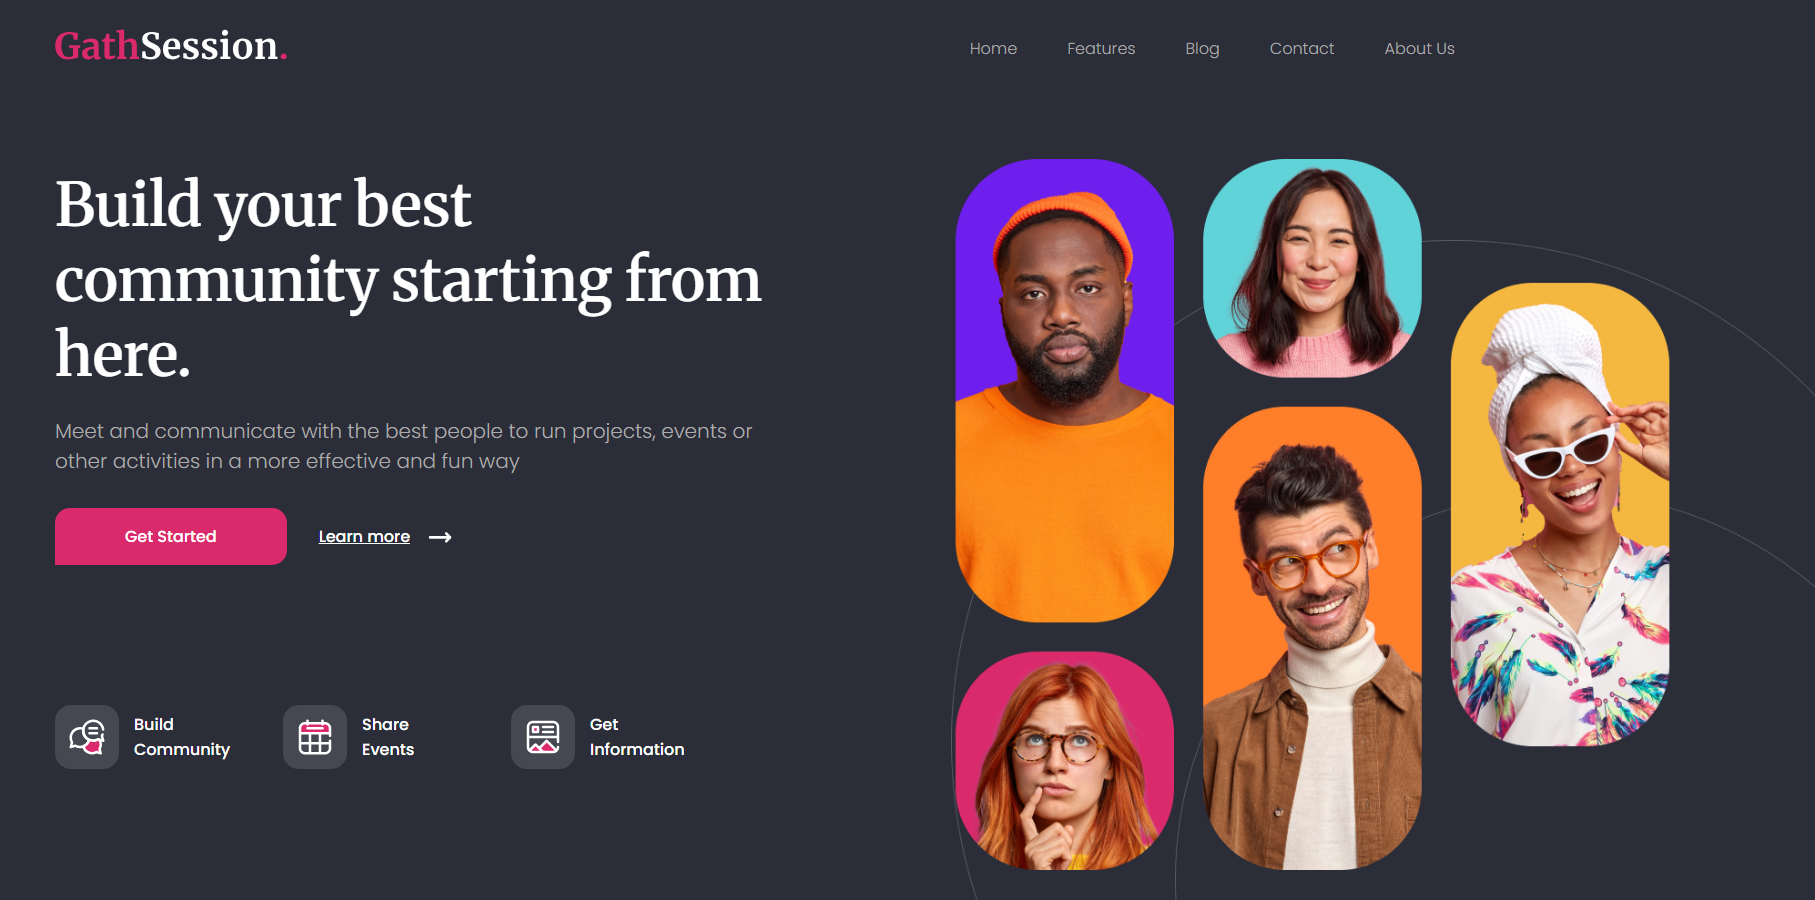 GathSession.
Home Features Blog Contact About Us
Build your best
community starting from
here.
Meet and communicate with the best people to run projects, events or
other activities in a more effective and fun way
Get Started
Learn more
Build
Community
Share
Events
Get
Information